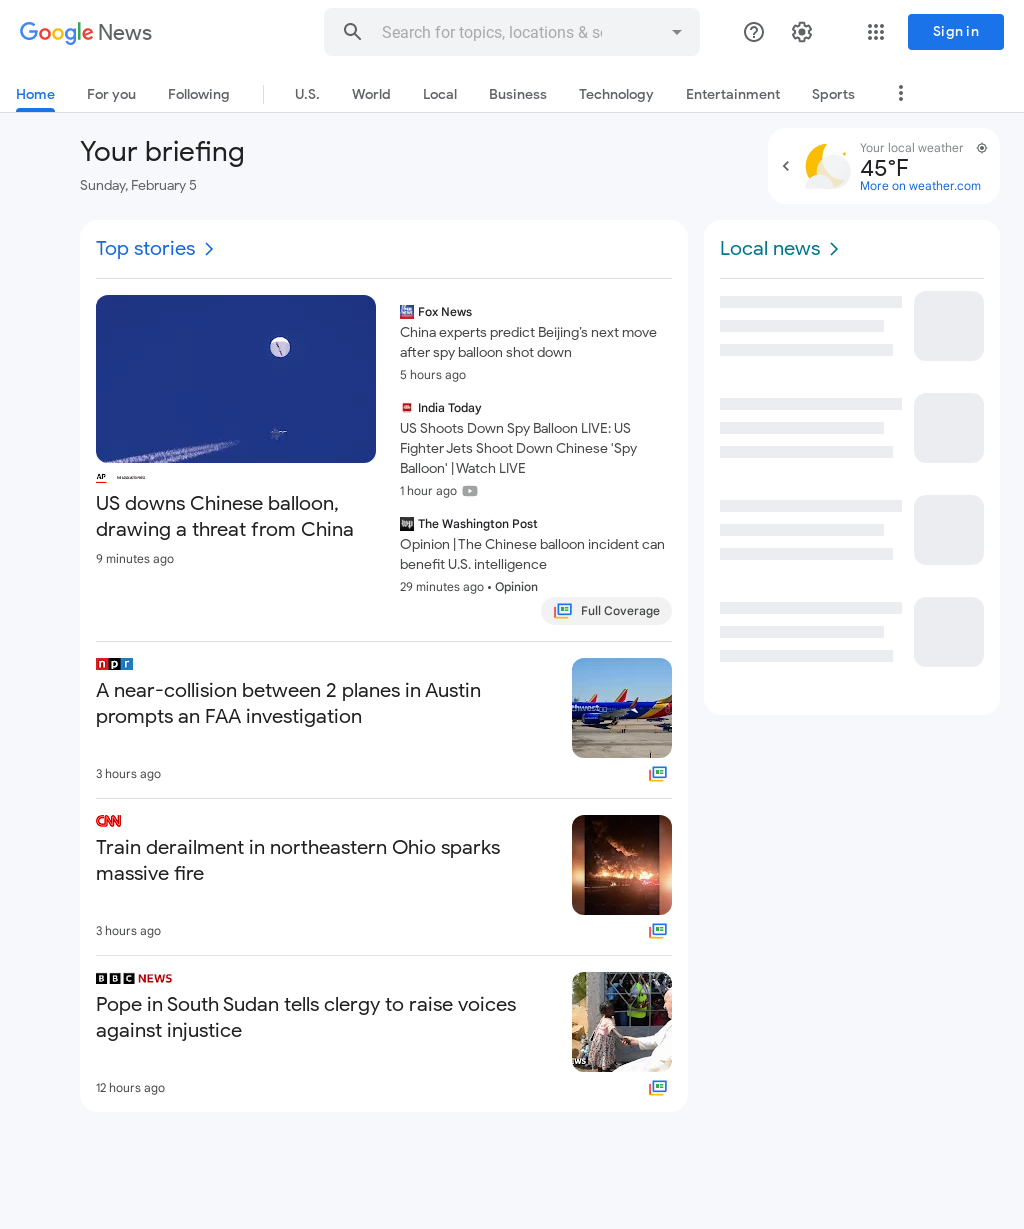 Google News
Search for topics, locations & so
Sign in
Home
For you
Following
U.S.
World
Local
Business
Technology
Entertainment
Sports
Your briefing
Sunday, February 5
Your local weather
45°F
More on weather.com
Top stories
AP
THE ASSOCIATED PRESS
US downs Chinese balloon,
drawing a threat from China
9 minutes ago
Fox News
China experts predict Beijing's next move
after spy balloon shot down
5 hours ago
India Today
US Shoots Down Spy Balloon LIVE: US
Fighter Jets Shoot Down Chinese 'Spy
Balloon' | Watch LIVE
1 hour ago
The Washington Post
Opinion | The Chinese balloon incident can
benefit U.S. intelligence
29 minutes ago • Opinion
Full Coverage
npr
A near-collision between 2 planes in Austin
prompts an FAA investigation
3 hours ago
CNN
Train derailment in northeastern Ohio sparks
massive fire
3 hours ago
BBC NEWS
Pope in South Sudan tells clergy to raise voices
against injustice
12 hours ago
Local news